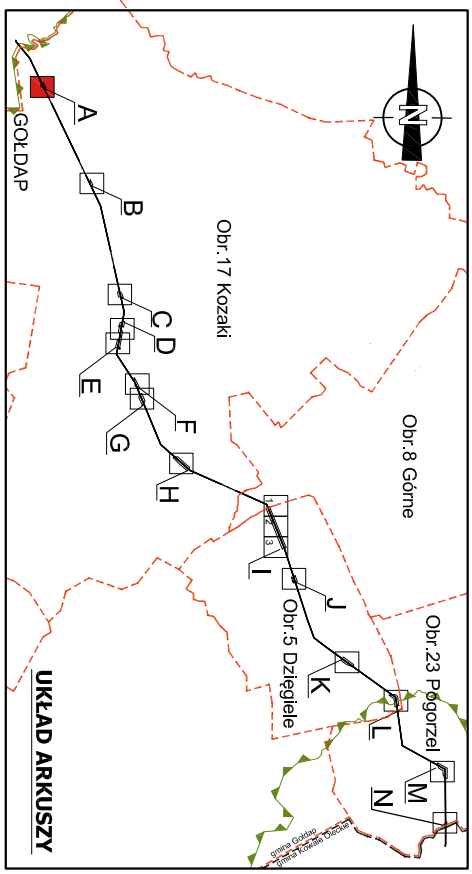 N
GOŁDAP
A
B
Obr.17 Kozaki
C
D
E
F
G
H
Obr.8 Górne
1
2
3
I
J
Obr.5 Dzięgiele
K
Obr.23 Pogorzel
L
M
N
gmina Gołdap
gmina Kowale Oleckie
UKŁAD ARKUSZY